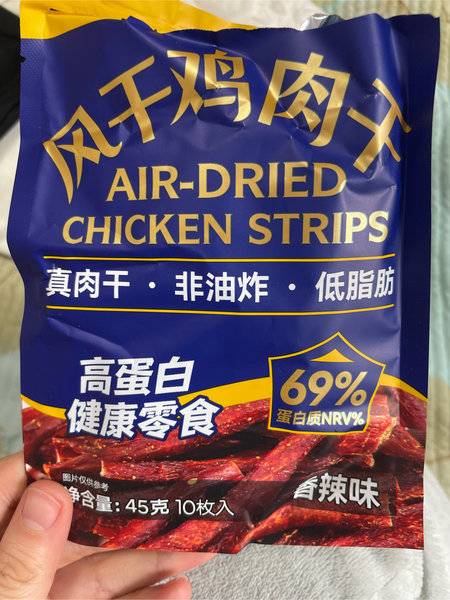 风干鸡肉干
AIR-DRIED
CHICKEN STRIPS
真肉干 · 非油炸 · 低脂肪
高蛋白
健康零食
69%
蛋白质NRV%
图片仅供参考
净含量: 45克 10枚入
香辣味